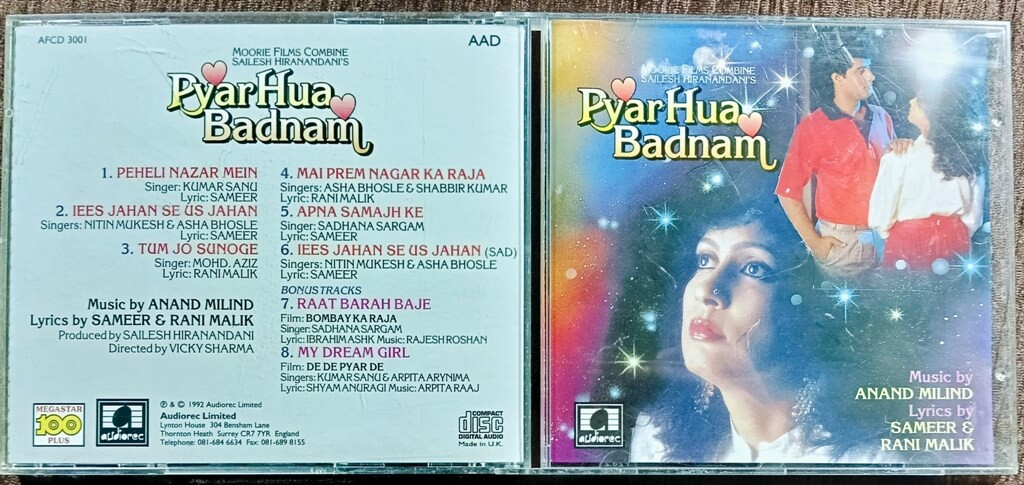 AFCD 3001
AAD
MOORIE FILMS COMBINE
SAILESH HIRANANDANI'S
Pyar Hua
Badnam
1. PEHELI NAZAR MEIN
Singer: KUMAR SANU
Lyric: SAMEER
2. IEES JAHAN SE US JAHAN
Singers: NITIN MUKESH & ASHA BHOSLE
Lyric: SAMEER
3. TUM JO SUNOGE
Singer: MOHD. AZIZ
Lyric: RANI MALIK
Music by ANAND MILIND
Lyrics by SAMEER & RANI MALIK
Produced by SAILESH HIRANANDANI
Directed by VICKY SHARMA
4. MAI PREM NAGAR KA RAJA
Singers: ASHA BHOSLE & SHABBIR KUMAR
Lyric: RANI MALIK
5. APNA SAMAJH KE
Singer: SADHANA SARGAM
Lyric: SAMEER
6. IEES JAHAN SE US JAHAN (SAD)
Singers: NITIN MUKESH & ASHA BHOSLE
Lyric: SAMEER
BONUS TRACKS
7. RAAT BARAH BAJE
Film: BOMBAY KA RAJA
Singer: SADHANA SARGAM
Lyric: IBRAHIM ASHK Music: RAJESH ROSHAN
8. MY DREAM GIRL
Film: DE DE PYAR DE
Singers: KUMAR SANU & ARPITA ARYNIMA
Lyric: SHYAM ANURAGI Music: ARPITA RAAJ
MEGASTAR
100
PLUS
audiorec
℗ & © 1992 Audiorec Limited
Audiorec Limited
Lynton House 304 Bensham Lane
Thornton Heath Surrey CR7 7YR England
Telephone: 081-684 6634 Fax: 081-689 8155
COMPACT
disc
DIGITAL AUDIO
Made in U.K.
MOORIE FILMS COMBINE
SAILESH HIRANANDANI'S
Pyar Hua
Badnam
audiorec
Music by
ANAND MILIND
Lyrics by
SAMEER &
RANI MALIK